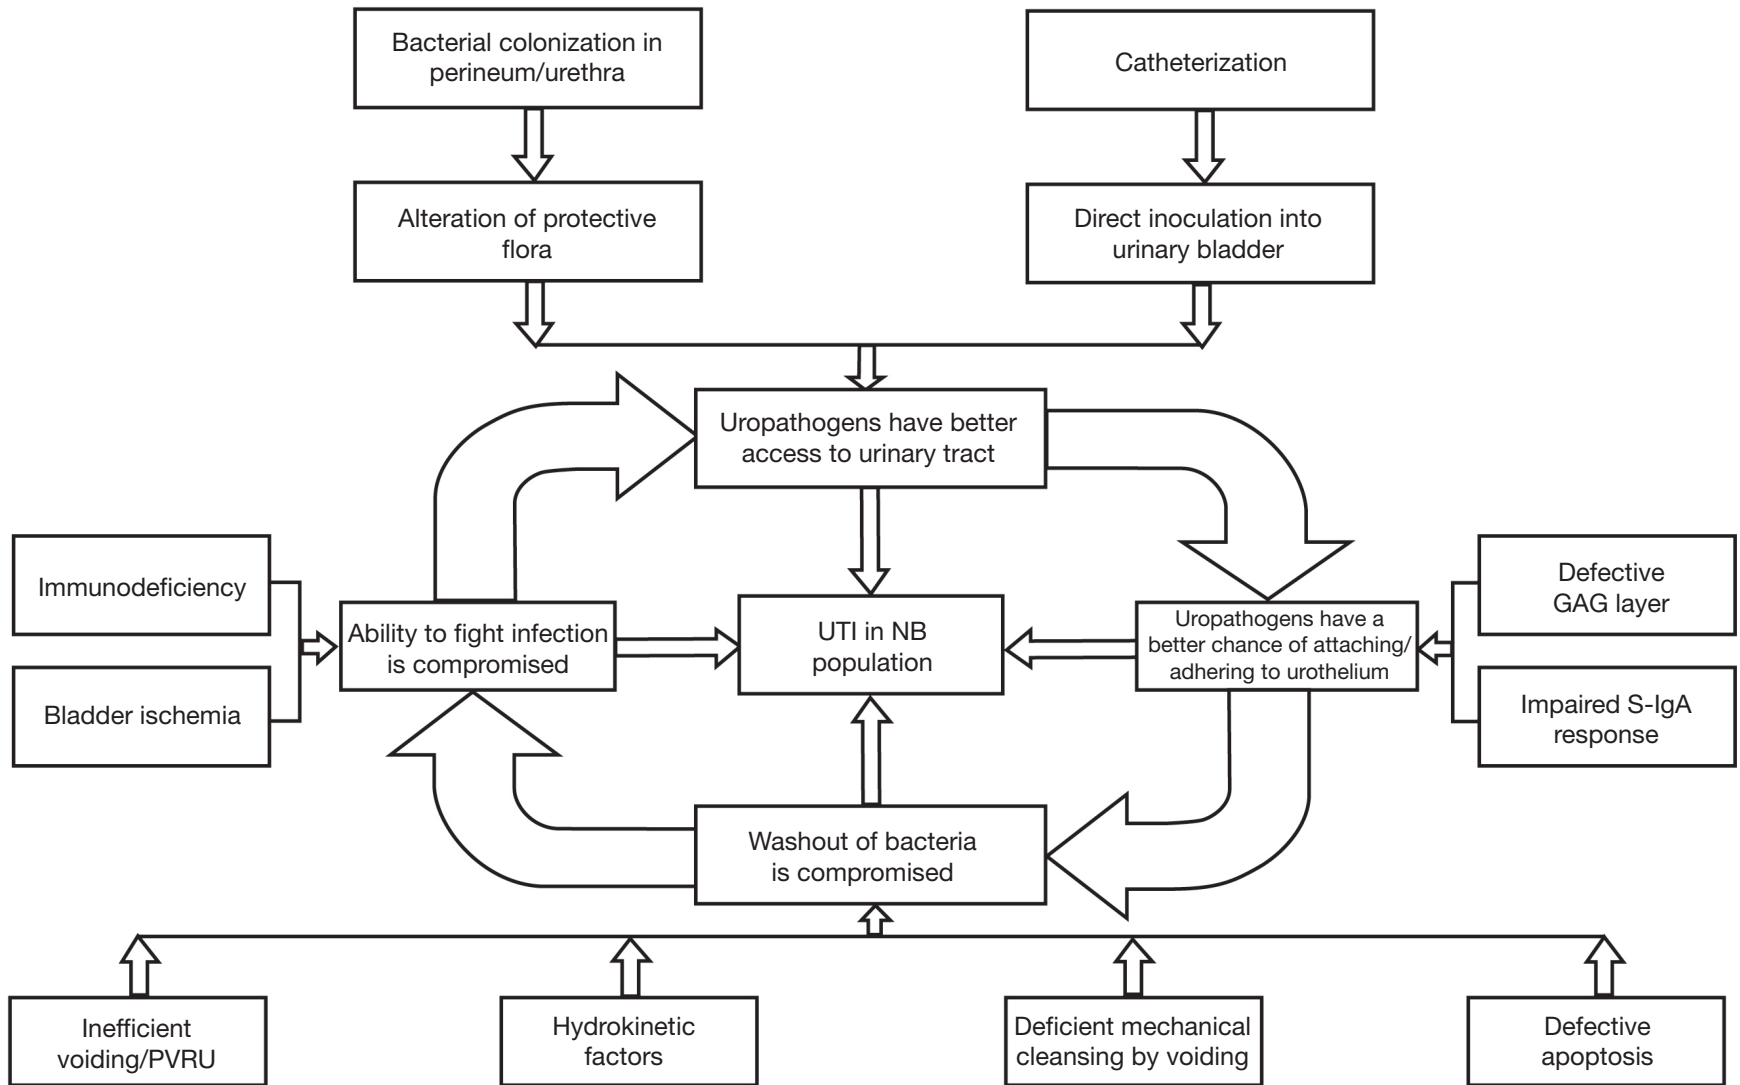 Bacterial colonization in
perineum/urethra
Catheterization
Alteration of protective
flora
Direct inoculation into
urinary bladder
Uropathogens have better
access to urinary tract
Immunodeficiency
Bladder ischemia
Ability to fight infection
is compromised
UTI in NB
population
Uropathogens have a
better chance of attaching/
adhering to urothelium
Defective
GAG layer
Impaired S-IgA
response
Washout of bacteria
is compromised
Inefficient
voiding/PVRU
Hydrokinetic
factors
Deficient mechanical
cleansing by voiding
Defective
apoptosis